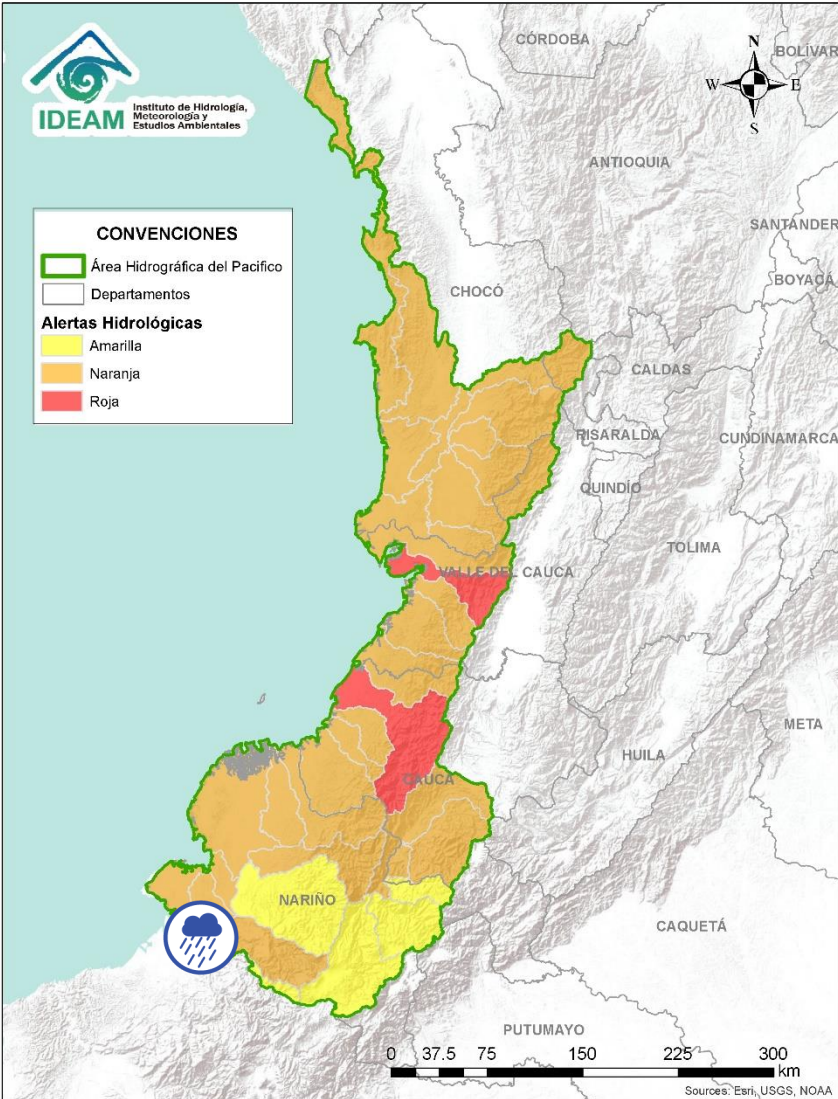 IDEAM
Instituto de Hidrología,
Meteorología y
Estudios Ambientales
CÓRDOBA
BOLÍVAR
N
W
E
S
ANTIOQUIA
SANTANDER
BOYACÁ
CONVENCIONES
Área Hidrográfica del Pacifico
Departamentos
Alertas Hidrológicas
Amarilla
Naranja
Roja
CHOCÓ
CALDAS
RISARALDA
CUNDINAMARCA
QUINDÍO
TOLIMA
VALLE DEL CAUCA
META
HUILA
CAUCA
NARIÑO
CAQUETÁ
PUTUMAYO
0 37.5 75 150 225 300
km
Sources: Esri, USGS, NOAA